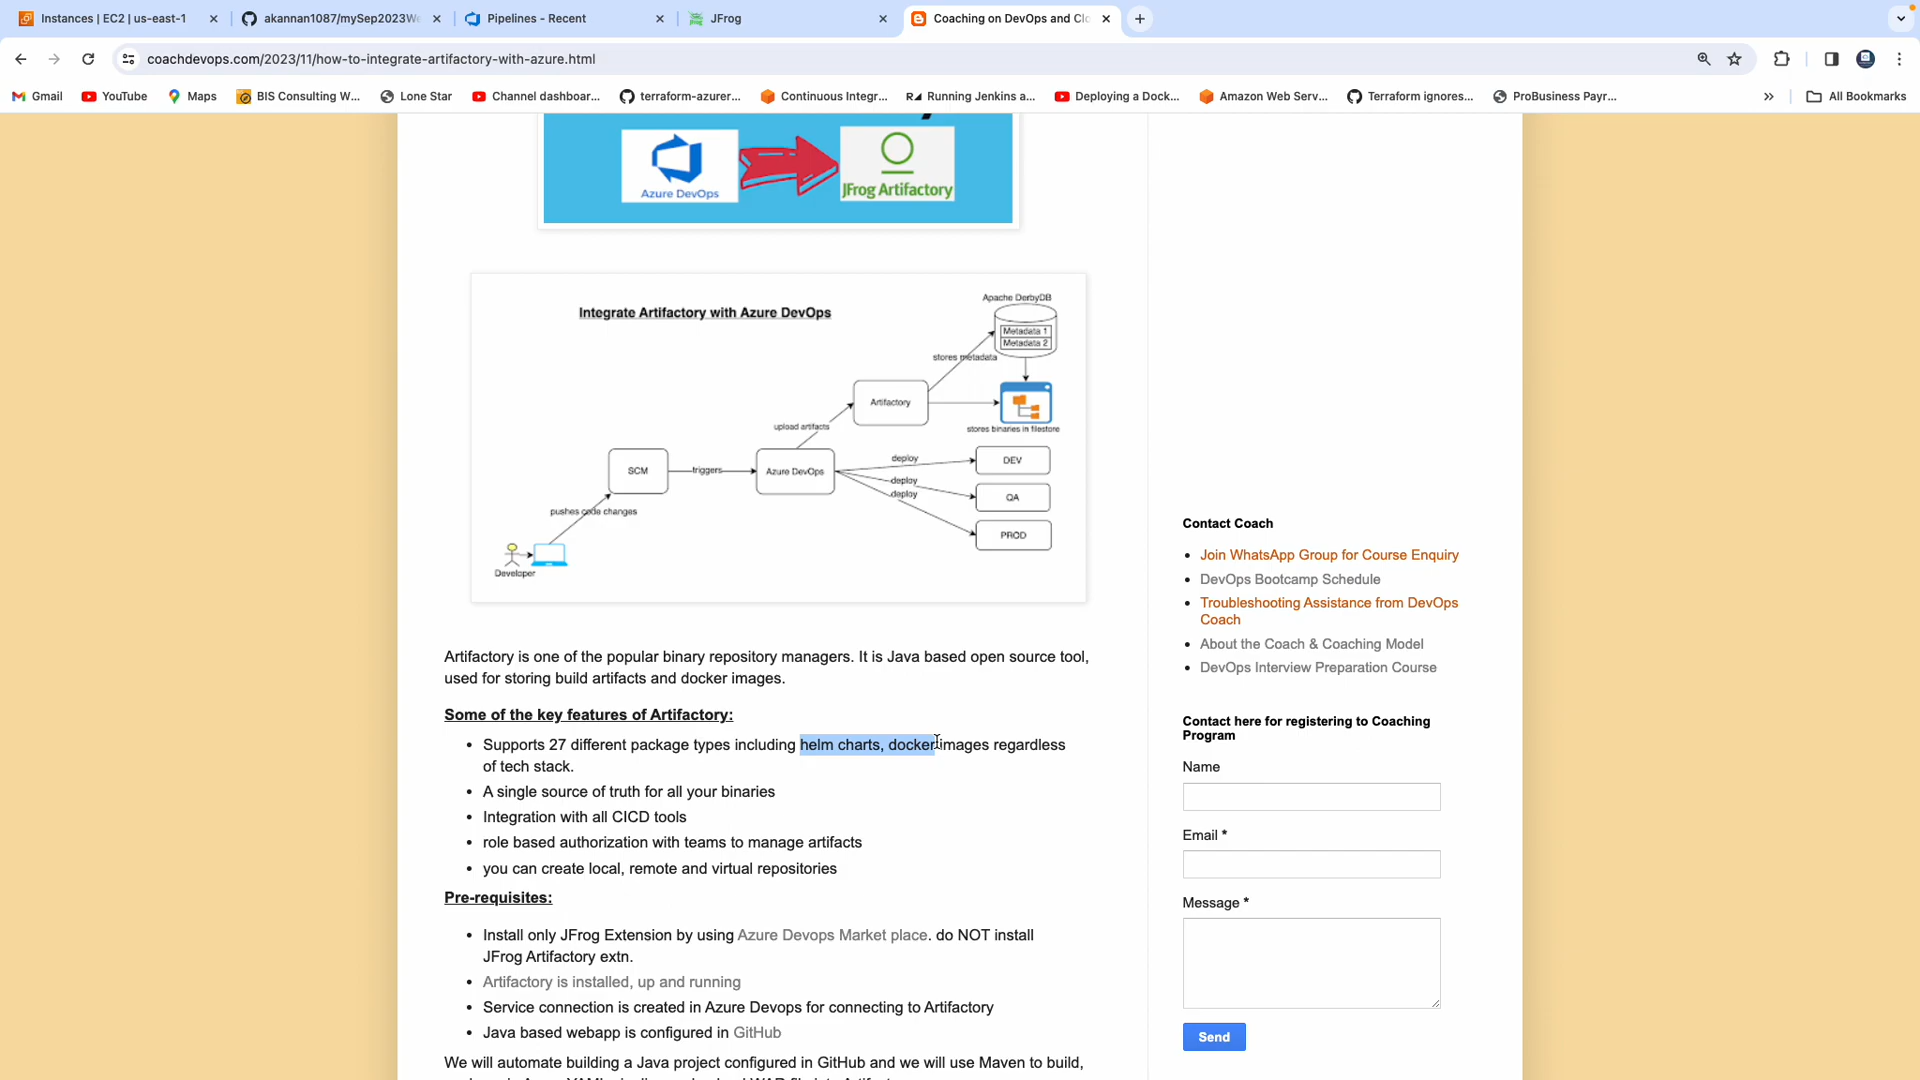 Instances | EC2 | us-east-1
akannan1087/mySep2023We
Pipelines - Recent
JFrog
Coaching on DevOps and Clo
coachdevops.com/2023/11/how-to-integrate-artifactory-with-azure.html
Gmail
YouTube
Maps
BIS Consulting W...
Lone Star
Channel dashboar...
terraform-azurer...
Continuous Integr...
Running Jenkins a...
Deploying a Dock...
Amazon Web Serv...
Terraform ignores...
ProBusiness Payr...
All Bookmarks
Azure DevOps
JFrog Artifactory
Integrate Artifactory with Azure DevOps
Apache DerbyDB
Metadata 1
Metadata 2
stores metadata
Artifactory
upload artifacts
stores binaries in filestore
SCM
triggers
Azure DevOps
deploy
DEV
deploy
QA
deploy
PROD
pushes code changes
Developer
Artifactory is one of the popular binary repository managers. It is Java based open source tool,
used for storing build artifacts and docker images.
Some of the key features of Artifactory:
• Supports 27 different package types including helm charts, docker images regardless
of tech stack.
• A single source of truth for all your binaries
• Integration with all CICD tools
• role based authorization with teams to manage artifacts
• you can create local, remote and virtual repositories
Pre-requisites:
• Install only JFrog Extension by using Azure Devops Market place. do NOT install
JFrog Artifactory extn.
• Artifactory is installed, up and running
• Service connection is created in Azure Devops for connecting to Artifactory
• Java based webapp is configured in GitHub
We will automate building a Java project configured in GitHub and we will use Maven to build,
Contact Coach
• Join WhatsApp Group for Course Enquiry
• DevOps Bootcamp Schedule
• Troubleshooting Assistance from DevOps
Coach
• About the Coach & Coaching Model
• DevOps Interview Preparation Course
Contact here for registering to Coaching
Program
Name
Email *
Message *
Send